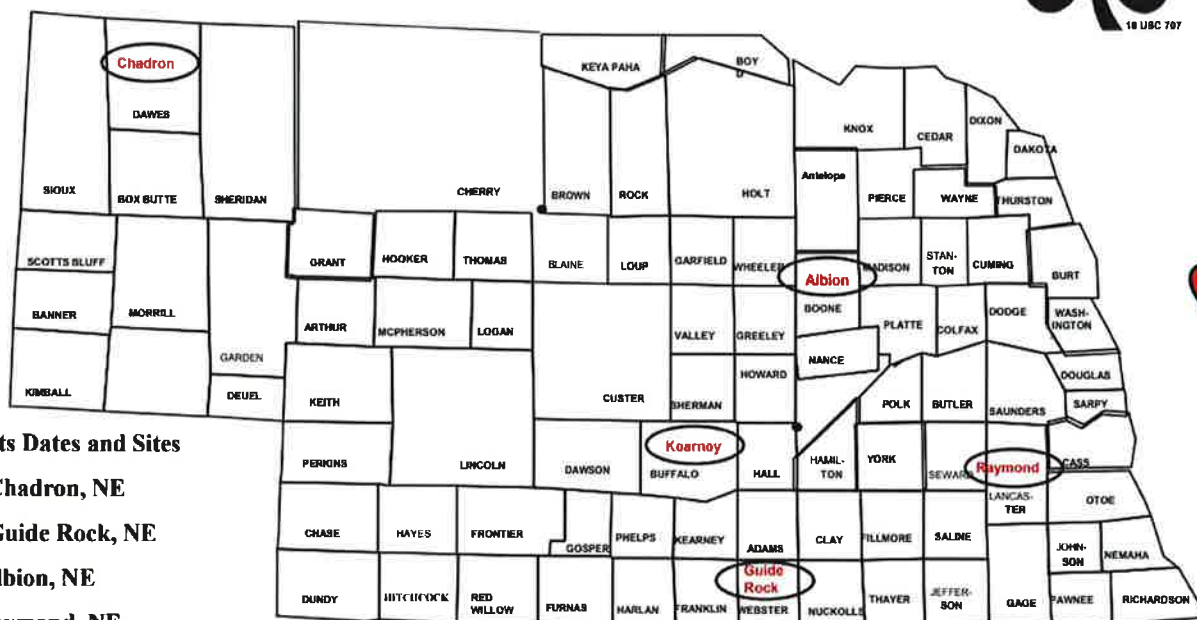 18 USC 707
Chadron
KEYA PAHA
BOY
D
DAWES
KNOX
CEDAR
DIXON
DAKOTA
SIOUX
BOX BUTTE
SHERIDAN
CHERRY
BROWN
ROCK
HOLT
Antelope
PIERCE
WAYNE
THURSTON
SCOTTS BLUFF
GRANT
HOOKER
THOMAS
BLAINE
LOUP
GARFIELD
WHEELER
Albion
MADISON
STAN-
TON
CUMING
BURT
BANNER
MORRILL
GARDEN
ARTHUR
MCPHERSON
LOGAN
VALLEY
GREELEY
BOONE
PLATTE
COLFAX
DODGE
WASH-
INGTON
KIMBALL
DEUEL
KEITH
CUSTER
SHERMAN
HOWARD
NANCE
POLK
BUTLER
SAUNDERS
DOUGLAS
SARPY
ts Dates and Sites
PERKINS
LINCOLN
DAWSON
Kearney
BUFFALO
HALL
HAMIL-
TON
YORK
SEWARD
Raymond
CASS
Chadron, NE
LANCAS-
TER
OTOE
Guide Rock, NE
CHASE
HAYES
FRONTIER
GOSPER
PHELPS
KEARNEY
ADAMS
CLAY
FILLMORE
SALINE
JOHN-
SON
NEMAHA
lbion, NE
DUNDY
HITCHCOCK
RED
WILLOW
FURNAS
HARLAN
FRANKLIN
Guide
Rock
WEBSTER
NUCKOLLS
THAYER
JEFFER-
SON
GAGE
PAWNEE
RICHARDSON
ymond, NE